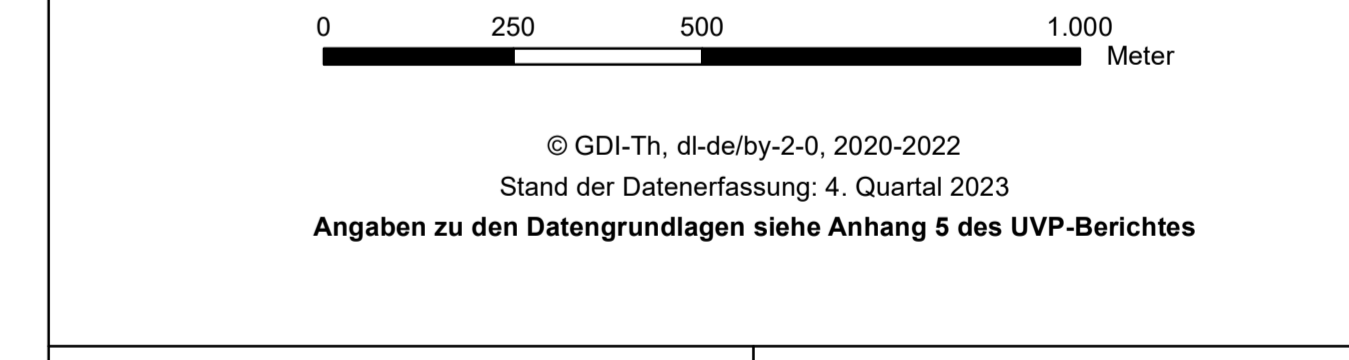 0 250 500 1.000
Meter
© GDI-Th, dl-de/by-2-0, 2020-2022
Stand der Datenerfassung: 4. Quartal 2023
Angaben zu den Datengrundlagen siehe Anhang 5 des UVP-Berichtes